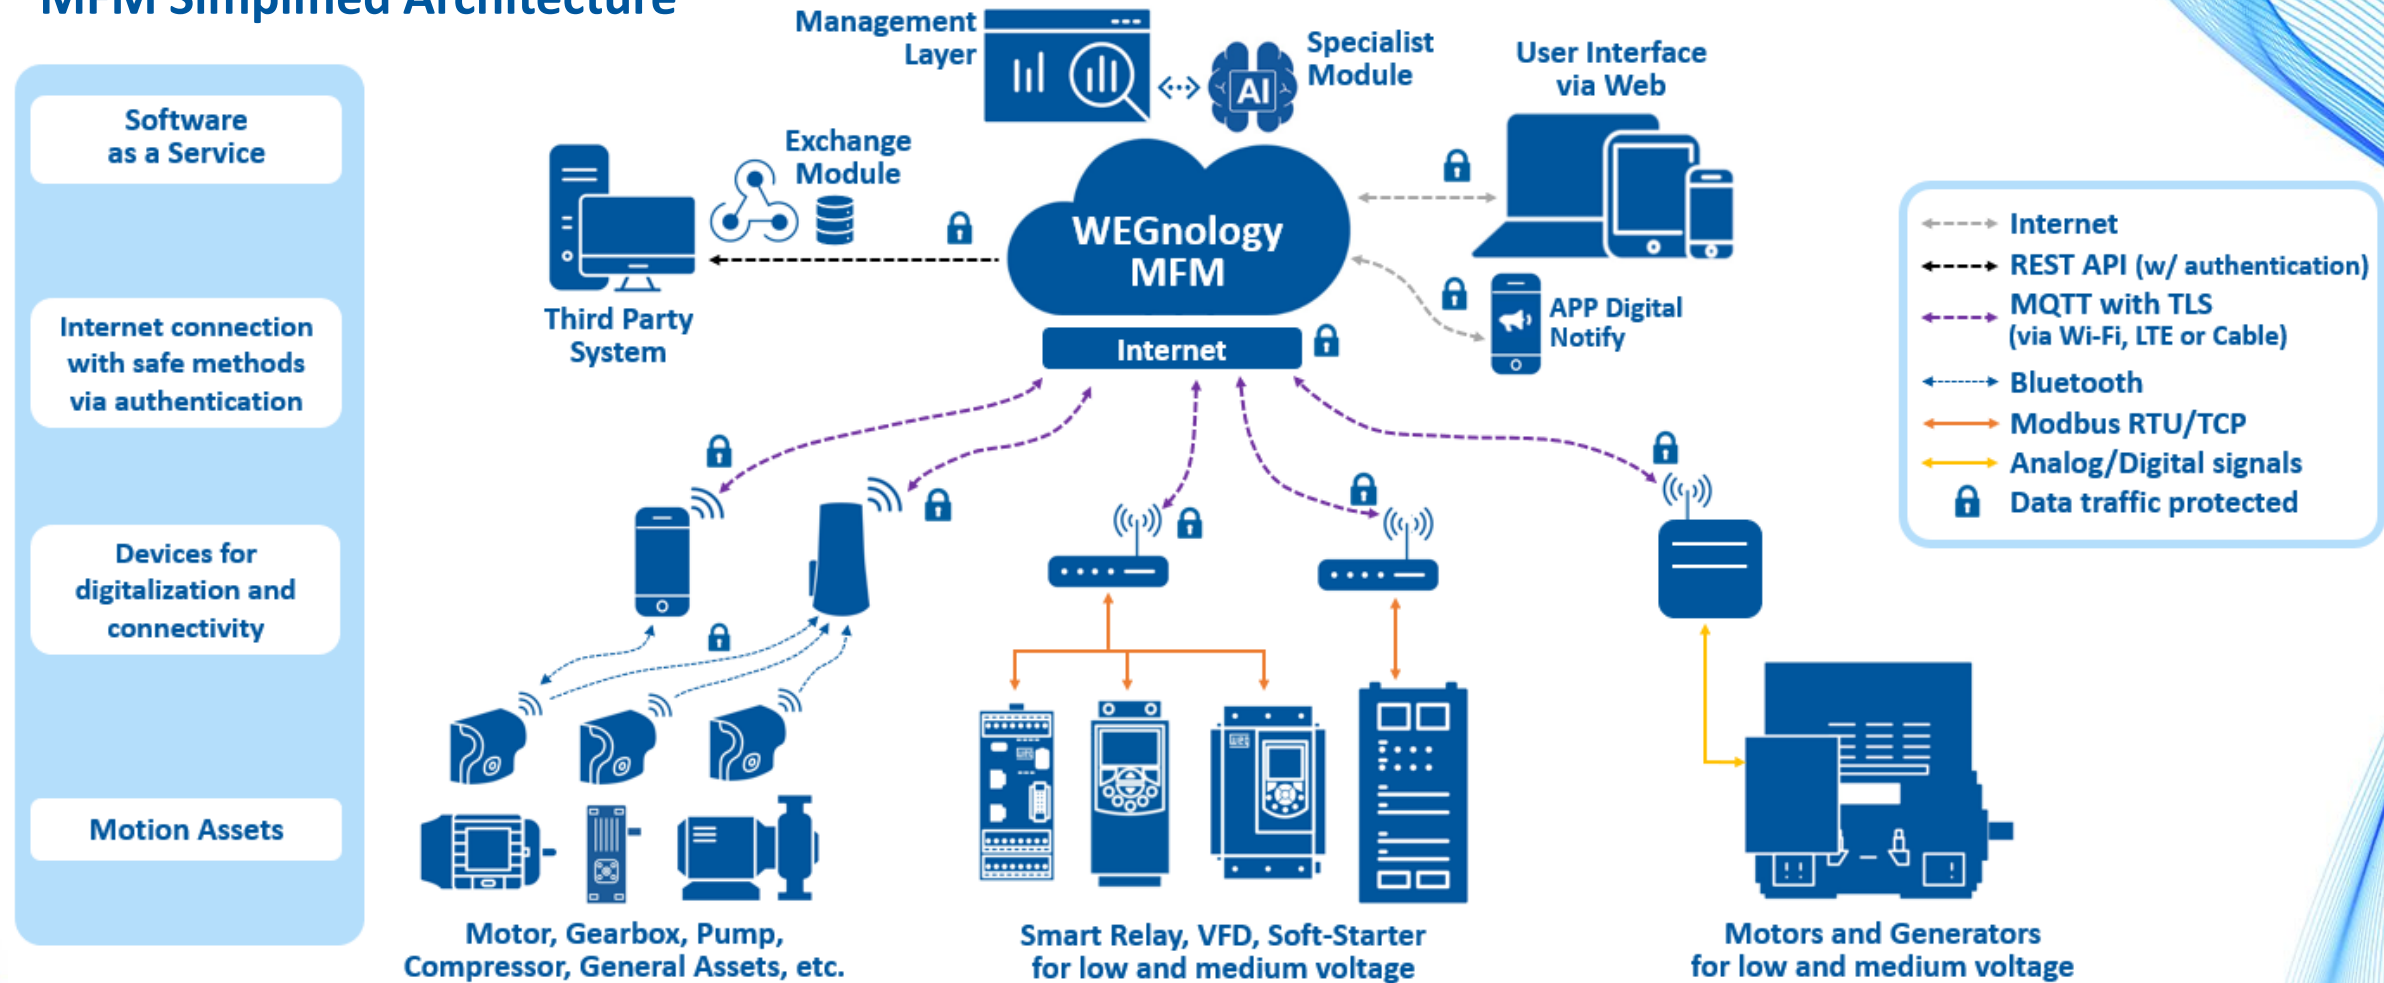 MFM Simplified Architecture
Software
as a Service
Internet connection
with safe methods
via authentication
Devices for
digitalization and
connectivity
Motion Assets
Management
Layer
AI
Specialist
Module
User Interface
via Web
Exchange
Module
Third Party
System
WEGnology
MFM
Internet
APP Digital
Notify
Internet
REST API (w/ authentication)
MQTT with TLS
(via Wi-Fi, LTE or Cable)
Bluetooth
Modbus RTU/TCP
Analog/Digital signals
Data traffic protected
weg
weg
Motor, Gearbox, Pump,
Compressor, General Assets, etc.
Smart Relay, VFD, Soft-Starter
for low and medium voltage
Motors and Generators
for low and medium voltage